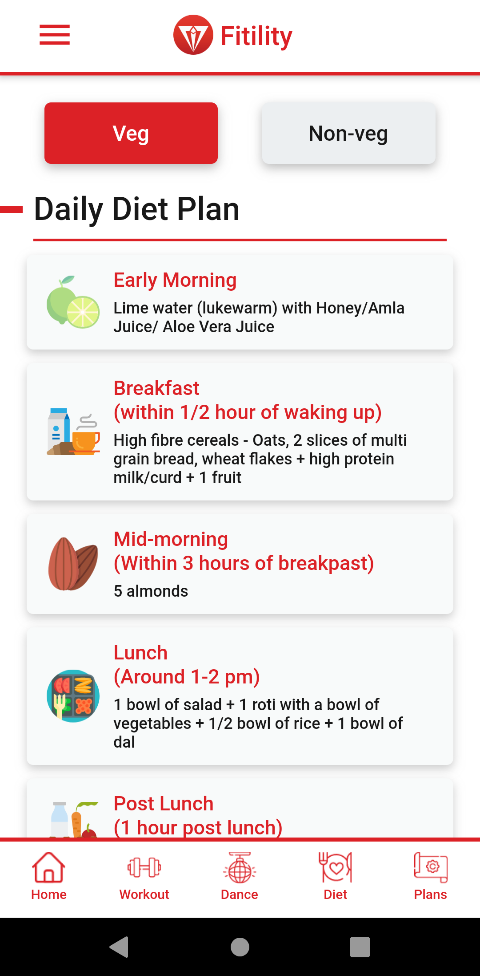 Fitility
Veg
Non-veg
Daily Diet Plan
Early Morning
Lime water (lukewarm) with Honey/Amla
Juice/ Aloe Vera Juice
Breakfast
(within 1/2 hour of waking up)
High fibre cereals - Oats, 2 slices of multi
grain bread, wheat flakes + high protein
milk/curd + 1 fruit
Mid-morning
(Within 3 hours of breakpast)
5 almonds
Lunch
(Around 1-2 pm)
1 bowl of salad + 1 roti with a bowl of
vegetables + 1/2 bowl of rice + 1 bowl of
dal
Post Lunch
(1 hour post lunch)
Home
Workout
Dance
Diet
Plans